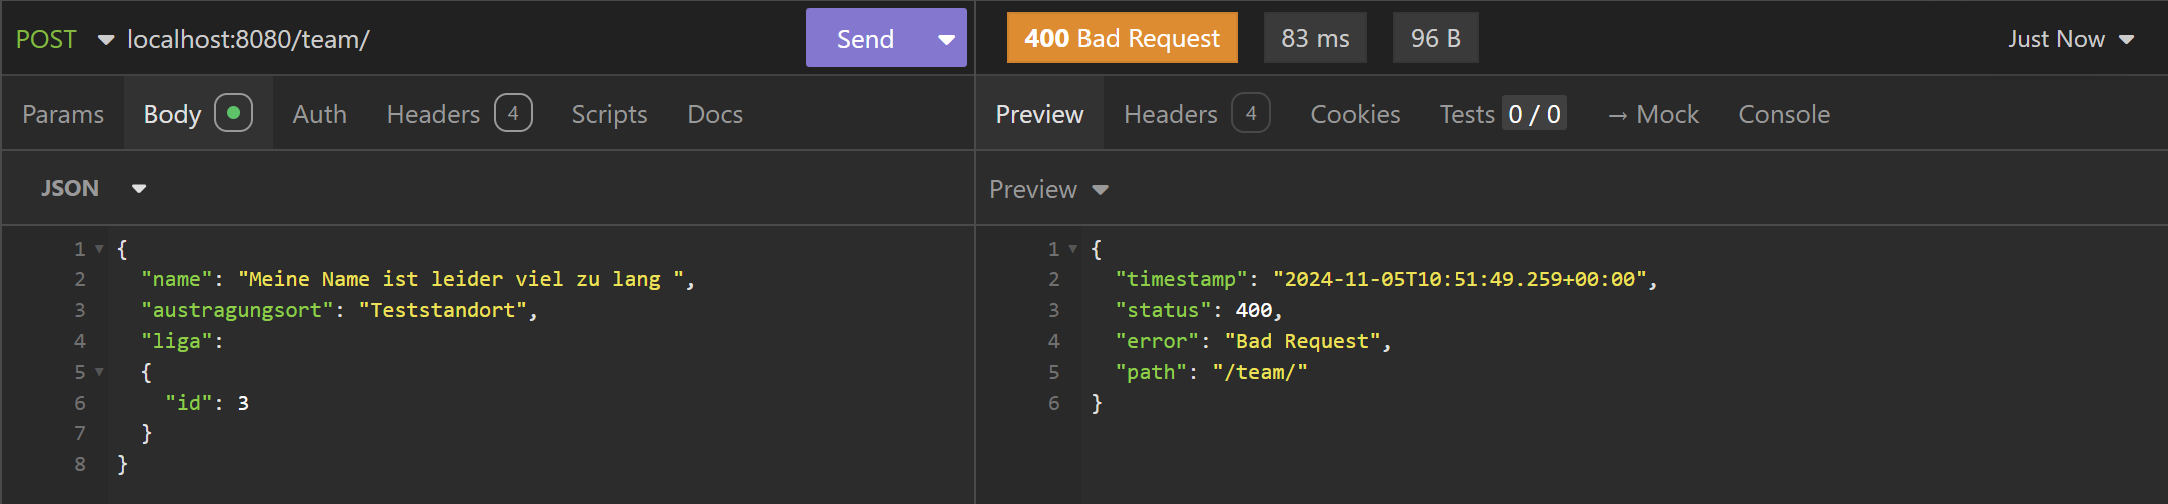 POST localhost:8080/team/ Send
Params Body Auth Headers 4 Scripts Docs
JSON
1 {
2 "name": "Meine Name ist leider viel zu lang ",
3 "austragungsort": "Teststandort",
4 "liga":
5 {
6 "id": 3
7 }
8 }
400 Bad Request 83 ms 96 B Just Now
Preview Headers 4 Cookies Tests 0 / 0 → Mock Console
Preview
1 {
2 "timestamp": "2024-11-05T10:51:49.259+00:00",
3 "status": 400,
4 "error": "Bad Request",
5 "path": "/team/"
6 }